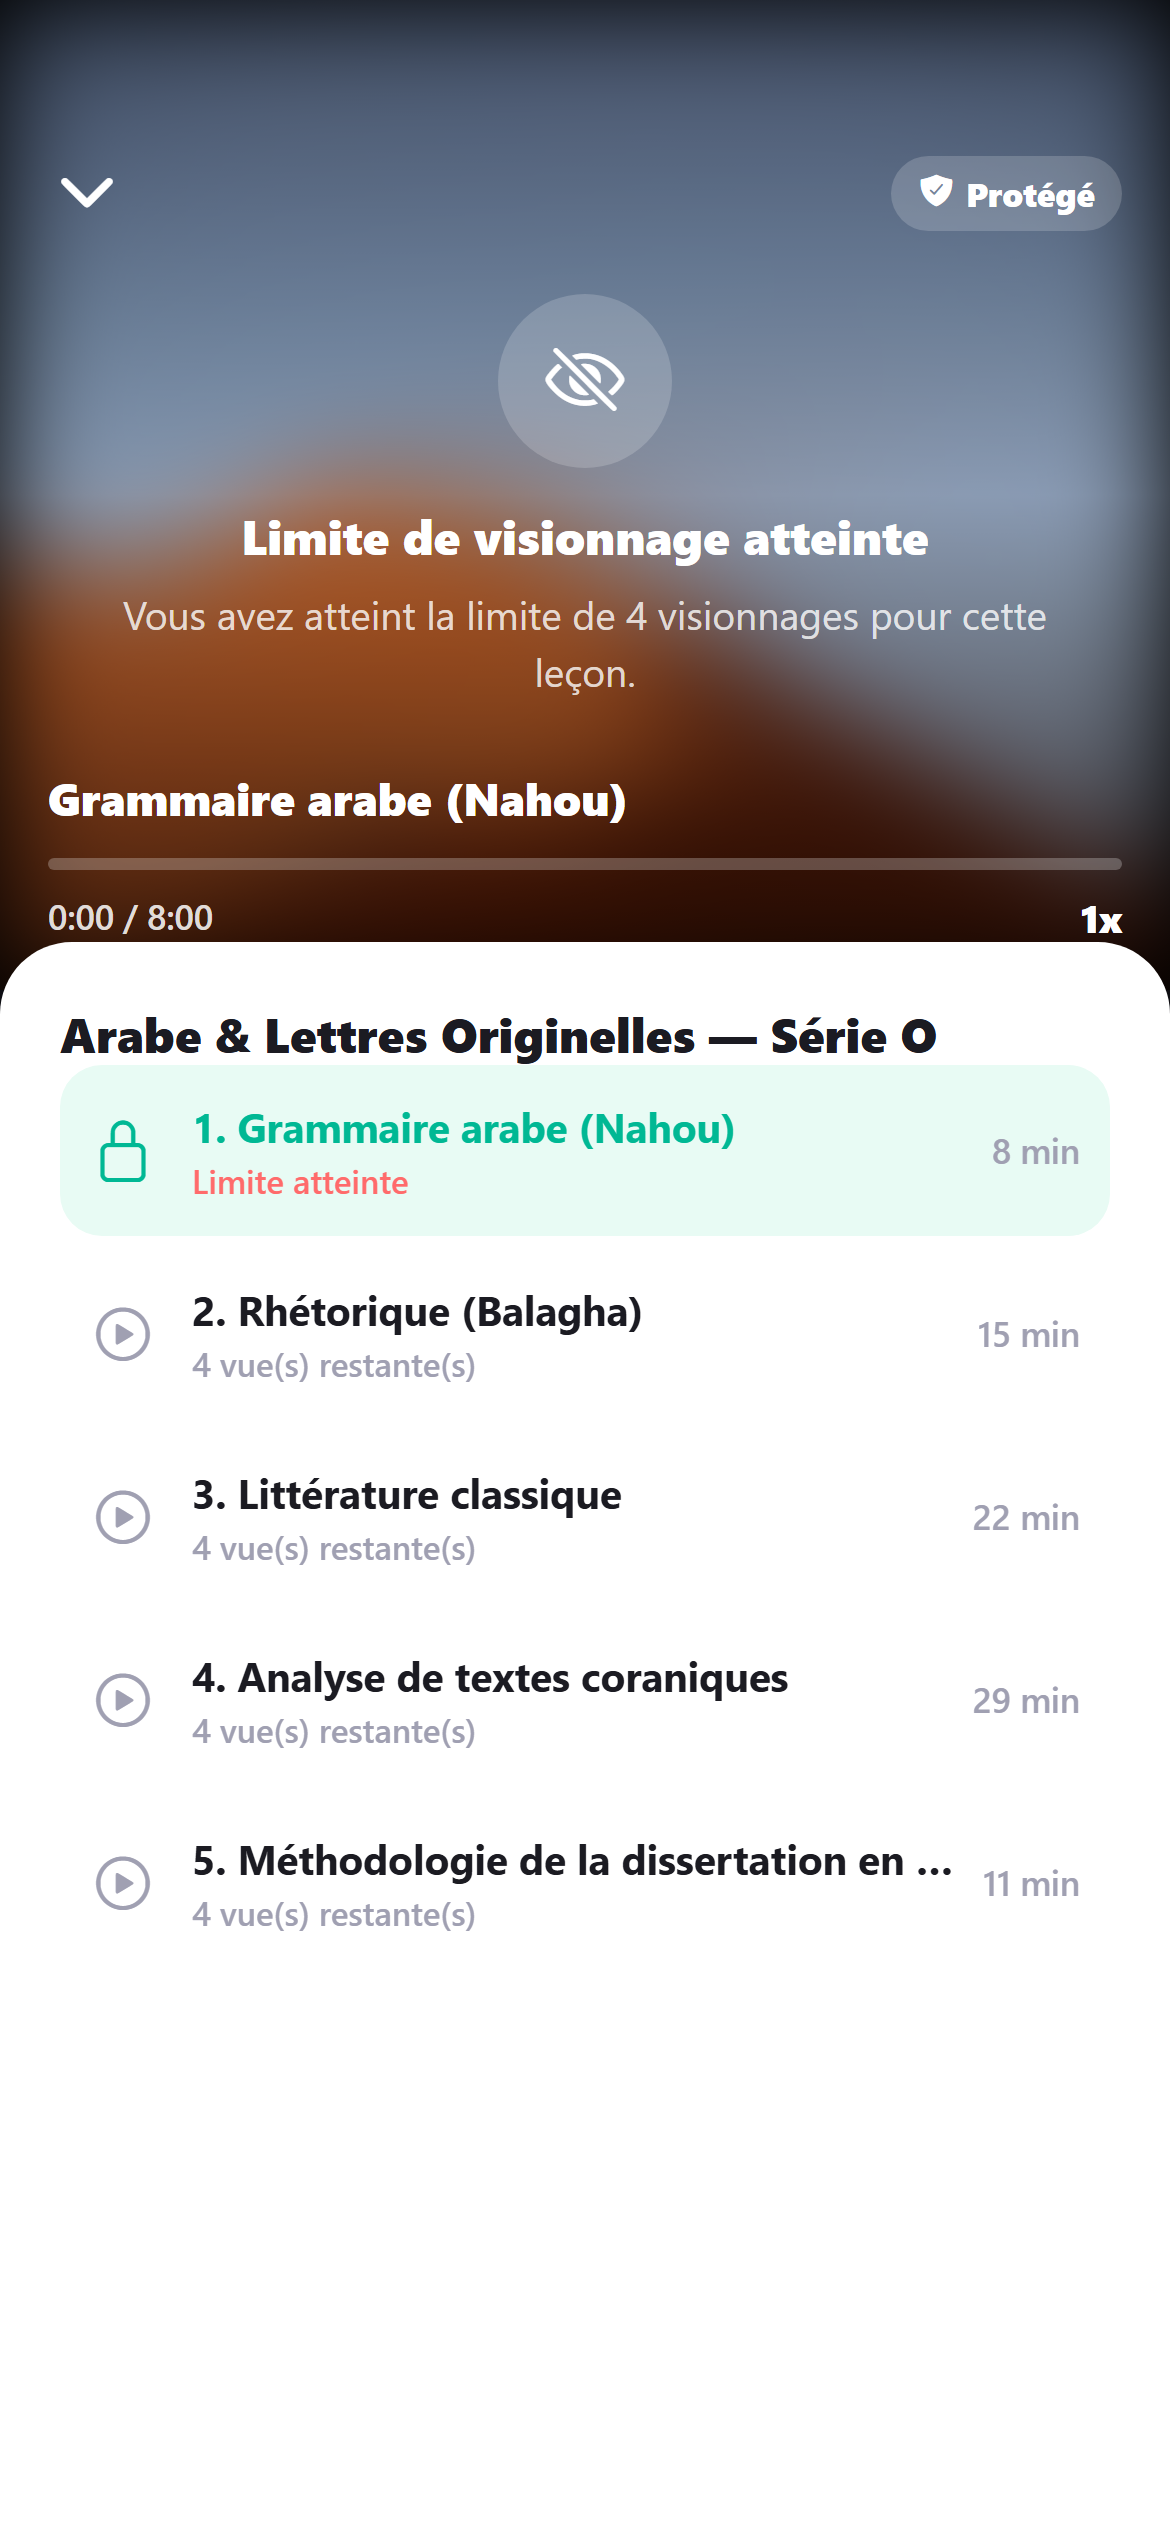 Protégé
Limite de visionnage atteinte
Vous avez atteint la limite de 4 visionnages pour cette
leçon.
Grammaire arabe (Nahou)
0:00 / 8:00
1x
Arabe & Lettres Originelles — Série O
1. Grammaire arabe (Nahou)
Limite atteinte
8 min
2. Rhétorique (Balagha)
4 vue(s) restante(s)
15 min
3. Littérature classique
4 vue(s) restante(s)
22 min
4. Analyse de textes coraniques
4 vue(s) restante(s)
29 min
5. Méthodologie de la dissertation en ...
4 vue(s) restante(s)
11 min